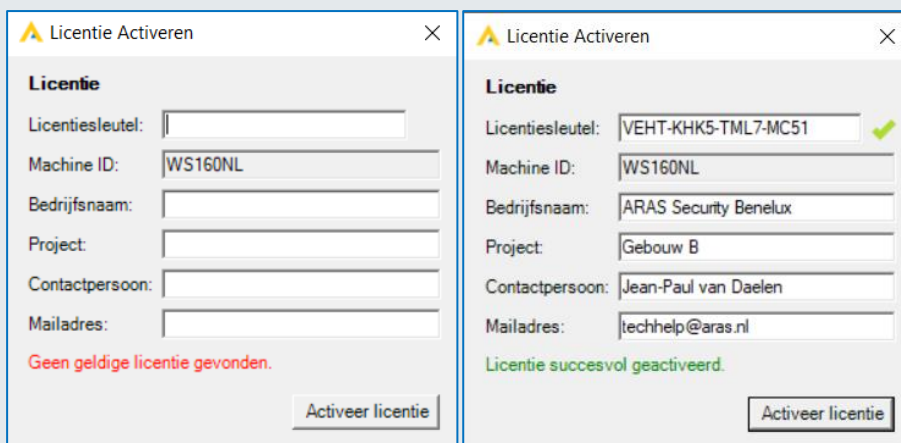 Licentie Activeren
Licentie
Licentiesleutel:
Machine ID: WS160NL
Bedrijfsnaam:
Project:
Contactpersoon:
Mailadres:
Geen geldige licentie gevonden.
Activeer licentie
Licentie Activeren
Licentie
Licentiesleutel: VEHT-KHK5-TML7-MC51
Machine ID: WS160NL
Bedrijfsnaam: ARAS Security Benelux
Project: Gebouw B
Contactpersoon: Jean-Paul van Daelen
Mailadres: techhelp@aras.nl
Licentie succesvol geactiveerd.
Activeer licentie